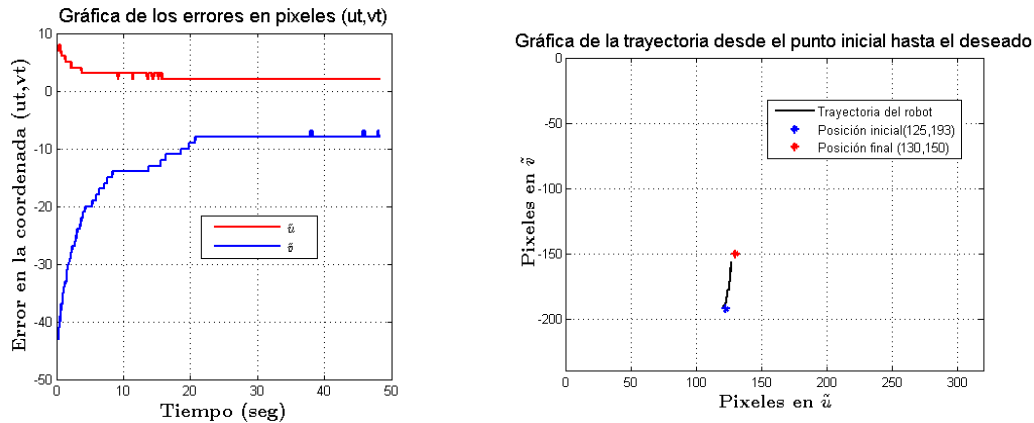 Gráfica de los errores en pixeles (ut,vt)
10
0
-10
-20
-30
-40
-50
Error en la coordenada (ut,vt)
ũ
ṽ
0
10
20
30
40
50
Tiempo (seg)
Gráfica de la trayectoria desde el punto inicial hasta el deseado
0
-50
-100
-150
-200
Pixeles en ṽ
Trayectoria del robot
Posición inicial(125,193)
Posición final (130,150)
0
50
100
150
200
250
300
Pixeles en ũ